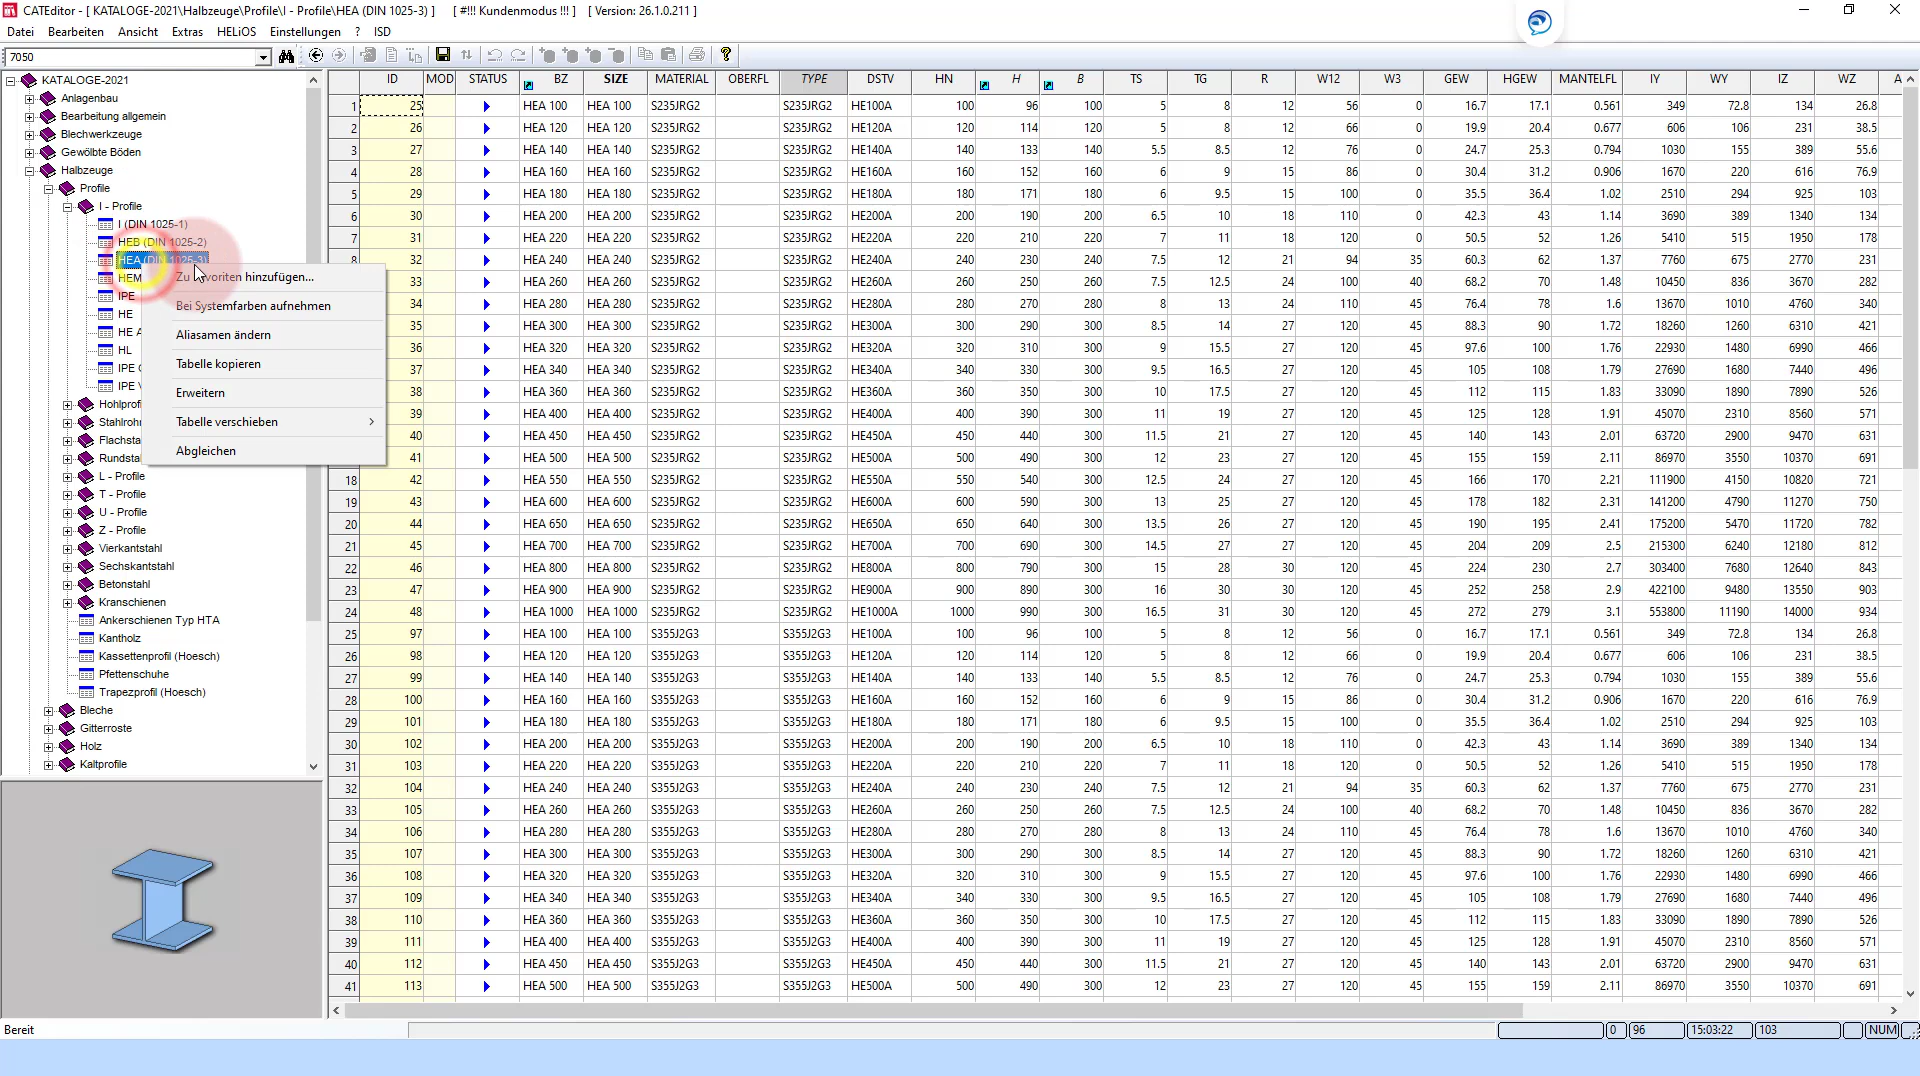 CATEditor - [ KATALOGE-2021\Halbzeuge\Profile\I - Profile\HEA (DIN 1025-3) ] [ #!!! Kundenmodus !!! ] [ Version: 26.1.0.211 ]
Datei Bearbeiten Ansicht Extras HELiOS Einstellungen ? ISD
7050
KATALOGE-2021
Anlagenbau
Bearbeitung allgemein
Blechwerkzeuge
Gewölbte Böden
Halbzeuge
Profile
I - Profile
I (DIN 1025-1)
HEB (DIN 1025-2)
HEA (DIN 1025-3)
HEM
IPE
HE
HE A
HL
IPE
IPE
Hohlprofi
Stahlrohr
Flachsta
Rundsta
L - Profile
T - Profile
U - Profile
Z - Profile
Vierkantstahl
Sechskantstahl
Betonstahl
Kranschienen
Ankerschienen Typ HTA
Kantholz
Kassettenprofil (Hoesch)
Pfettenschuhe
Trapezprofil (Hoesch)
Bleche
Gitterroste
Holz
Kaltprofile
Zu Favoriten hinzufügen...
Bei Systemfarben aufnehmen
Aliasamen ändern
Tabelle kopieren
Erweitern
Tabelle verschieben
Abgleichen
ID MOD STATUS BZ SIZE MATERIAL OBERFL TYPE DSTV HN H B TS TG R W12 W3 GEW HGEW MANTELFL IY WY IZ WZ A
1 25 HEA 100 HEA 100 S235JRG2 S235JRG2 HE100A 100 96 100 5 8 12 56 0 16.7 17.1 0.561 349 72.8 134 26.8
2 26 HEA 120 HEA 120 S235JRG2 S235JRG2 HE120A 120 114 120 5 8 12 66 0 19.9 20.4 0.677 606 106 231 38.5
3 27 HEA 140 HEA 140 S235JRG2 S235JRG2 HE140A 140 133 140 5.5 8.5 12 76 0 24.7 25.3 0.794 1030 155 389 55.6
4 28 HEA 160 HEA 160 S235JRG2 S235JRG2 HE160A 160 152 160 6 9 15 86 0 30.4 31.2 0.906 1670 220 616 76.9
5 29 HEA 180 HEA 180 S235JRG2 S235JRG2 HE180A 180 171 180 6 9.5 15 100 0 35.5 36.4 1.02 2510 294 925 103
6 30 HEA 200 HEA 200 S235JRG2 S235JRG2 HE200A 200 190 200 6.5 10 18 110 0 42.3 43 1.14 3690 389 1340 134
7 31 HEA 220 HEA 220 S235JRG2 S235JRG2 HE220A 220 210 220 7 11 18 120 0 50.5 52 1.26 5410 515 1950 178
8 32 HEA 240 HEA 240 S235JRG2 S235JRG2 HE240A 240 230 240 7.5 12 21 94 35 60.3 62 1.37 7760 675 2770 231
33 HEA 260 HEA 260 S235JRG2 S235JRG2 HE260A 260 250 260 7.5 12.5 24 100 40 68.2 70 1.48 10450 836 3670 282
34 HEA 280 HEA 280 S235JRG2 S235JRG2 HE280A 280 270 280 8 13 24 110 45 76.4 78 1.6 13670 1010 4760 340
35 HEA 300 HEA 300 S235JRG2 S235JRG2 HE300A 300 290 300 8.5 14 27 120 45 88.3 90 1.72 18260 1260 6310 421
36 HEA 320 HEA 320 S235JRG2 S235JRG2 HE320A 320 310 300 9 15.5 27 120 45 97.6 100 1.76 22930 1480 6990 466
37 HEA 340 HEA 340 S235JRG2 S235JRG2 HE340A 340 330 300 9.5 16.5 27 120 45 105 108 1.79 27690 1680 7440 496
38 HEA 360 HEA 360 S235JRG2 S235JRG2 HE360A 360 350 300 10 17.5 27 120 45 112 115 1.83 33090 1890 7890 526
39 HEA 400 HEA 400 S235JRG2 S235JRG2 HE400A 400 390 300 11 19 27 120 45 125 128 1.91 45070 2310 8560 571
40 HEA 450 HEA 450 S235JRG2 S235JRG2 HE450A 450 440 300 11.5 21 27 120 45 140 143 2.01 63720 2900 9470 631
41 HEA 500 HEA 500 S235JRG2 S235JRG2 HE500A 500 490 300 12 23 27 120 45 155 159 2.11 86970 3550 10370 691
18 42 HEA 550 HEA 550 S235JRG2 S235JRG2 HE550A 550 540 300 12.5 24 27 120 45 166 170 2.21 111900 4150 10820 721
19 43 HEA 600 HEA 600 S235JRG2 S235JRG2 HE600A 600 590 300 13 25 27 120 45 178 182 2.31 141200 4790 11270 750
20 44 HEA 650 HEA 650 S235JRG2 S235JRG2 HE650A 650 640 300 13.5 26 27 120 45 190 195 2.41 175200 5470 11720 782
21 45 HEA 700 HEA 700 S235JRG2 S235JRG2 HE700A 700 690 300 14.5 27 27 120 45 204 209 2.5 215300 6240 12180 812
22 46 HEA 800 HEA 800 S235JRG2 S235JRG2 HE800A 800 790 300 15 28 30 120 45 224 230 2.7 303400 7680 12640 843
23 47 HEA 900 HEA 900 S235JRG2 S235JRG2 HE900A 900 890 300 16 30 30 120 45 252 258 2.9 422100 9480 13550 903
24 48 HEA 1000 HEA 1000 S235JRG2 S235JRG2 HE1000A 1000 990 300 16.5 31 30 120 45 272 279 3.1 553800 11190 14000 934
25 97 HEA 100 HEA 100 S355J2G3 S355J2G3 HE100A 100 96 100 5 8 12 56 0 16.7 17.1 0.561 349 72.8 134 26.8
26 98 HEA 120 HEA 120 S355J2G3 S355J2G3 HE120A 120 114 120 5 8 12 66 0 19.9 20.4 0.677 606 106 231 38.5
27 99 HEA 140 HEA 140 S355J2G3 S355J2G3 HE140A 140 133 140 5.5 8.5 12 76 0 24.7 25.3 0.794 1030 155 389 55.6
28 100 HEA 160 HEA 160 S355J2G3 S355J2G3 HE160A 160 152 160 6 9 15 86 0 30.4 31.2 0.906 1670 220 616 76.9
29 101 HEA 180 HEA 180 S355J2G3 S355J2G3 HE180A 180 171 180 6 9.5 15 100 0 35.5 36.4 1.02 2510 294 925 103
30 102 HEA 200 HEA 200 S355J2G3 S355J2G3 HE200A 200 190 200 6.5 10 18 110 0 42.3 43 1.14 3690 389 1340 134
31 103 HEA 220 HEA 220 S355J2G3 S355J2G3 HE220A 220 210 220 7 11 18 120 0 50.5 52 1.26 5410 515 1950 178
32 104 HEA 240 HEA 240 S355J2G3 S355J2G3 HE240A 240 230 240 7.5 12 21 94 35 60.3 62 1.37 7760 675 2770 231
33 105 HEA 260 HEA 260 S355J2G3 S355J2G3 HE260A 260 250 260 7.5 12.5 24 100 40 68.2 70 1.48 10450 836 3670 282
34 106 HEA 280 HEA 280 S355J2G3 S355J2G3 HE280A 280 270 280 8 13 24 110 45 76.4 78 1.6 13670 1010 4760 340
35 107 HEA 300 HEA 300 S355J2G3 S355J2G3 HE300A 300 290 300 8.5 14 27 120 45 88.3 90 1.72 18260 1260 6310 421
36 108 HEA 320 HEA 320 S355J2G3 S355J2G3 HE320A 320 310 300 9 15.5 27 120 45 97.6 100 1.76 22930 1480 6990 466
37 109 HEA 340 HEA 340 S355J2G3 S355J2G3 HE340A 340 330 300 9.5 16.5 27 120 45 105 108 1.79 27690 1680 7440 496
38 110 HEA 360 HEA 360 S355J2G3 S355J2G3 HE360A 360 350 300 10 17.5 27 120 45 112 115 1.83 33090 1890 7890 526
39 111 HEA 400 HEA 400 S355J2G3 S355J2G3 HE400A 400 390 300 11 19 27 120 45 125 128 1.91 45070 2310 8560 571
40 112 HEA 450 HEA 450 S355J2G3 S355J2G3 HE450A 450 440 300 11.5 21 27 120 45 140 143 2.01 63720 2900 9470 631
41 113 HEA 500 HEA 500 S355J2G3 S355J2G3 HE500A 500 490 300 12 23 27 120 45 155 159 2.11 86970 3550 10370 691
Bereit 0 96 15:03:22 103 NUM